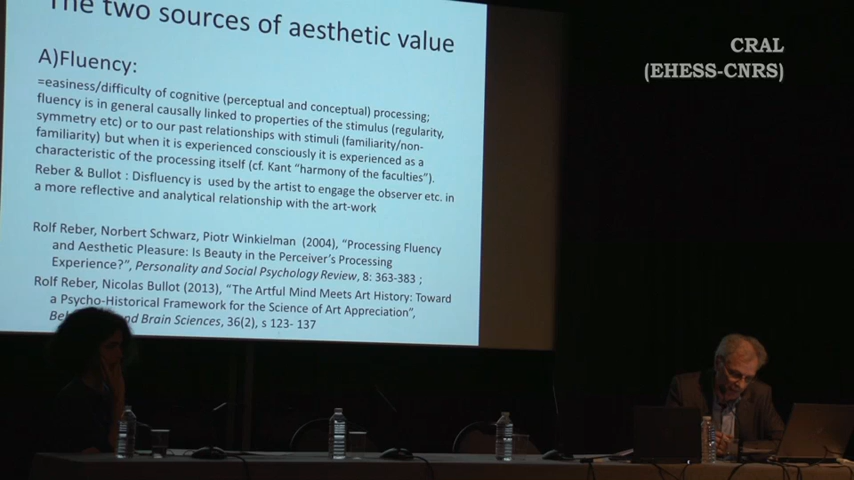 The two sources of aesthetic value
CRAL
(EHESS-CNRS)
A)Fluency:
=easiness/difficulty of cognitive (perceptual and conceptual) processing;
fluency is in general causally linked to properties of the stimulus (regularity,
symmetry etc) or to our past relationships with stimuli (familiarity/non-
familiarity) but when it is experienced consciously it is experienced as a
characteristic of the processing itself (cf. Kant "harmony of the faculties").
Reber & Bullot : Disfluency is used by the artist to engage the observer etc. in
a more reflective and analytical relationship with the art-work
Rolf Reber, Norbert Schwarz, Piotr Winkielman (2004), "Processing Fluency
and Aesthetic Pleasure: Is Beauty in the Perceiver's Processing
Experience?", Personality and Social Psychology Review, 8: 363-383 ;
Rolf Reber, Nicolas Bullot (2013), "The Artful Mind Meets Art History: Toward
a Psycho-Historical Framework for the Science of Art Appreciation",
and Brain Sciences, 36(2), s 123- 137